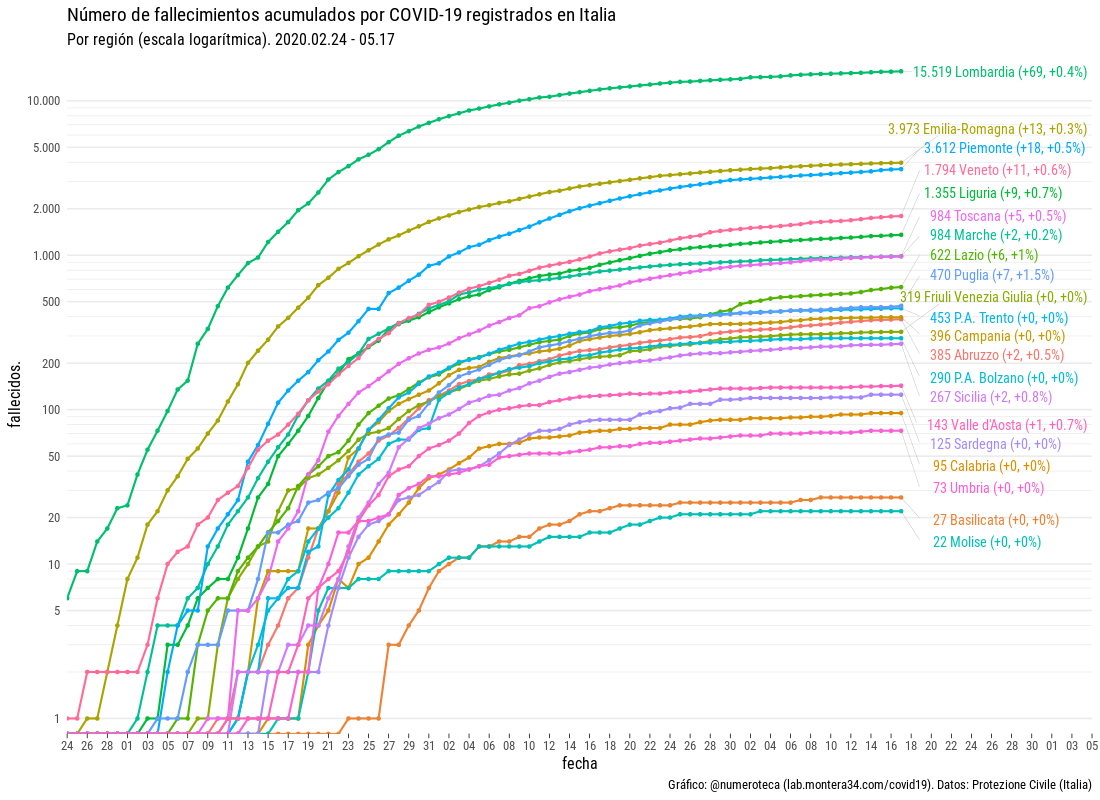 Número de fallecimientos acumulados por COVID-19 registrados en Italia
Por región (escala logarítmica). 2020.02.24 - 05.17
fallecidos.
10.000
5.000
2.000
1.000
500
200
100
50
20
10
5
1
15.519 Lombardia (+69, +0.4%)
3.973 Emilia-Romagna (+13, +0.3%)
3.612 Piemonte (+18, +0.5%)
1.794 Veneto (+11, +0.6%)
1.355 Liguria (+9, +0.7%)
984 Toscana (+5, +0.5%)
984 Marche (+2, +0.2%)
622 Lazio (+6, +1%)
470 Puglia (+7, +1.5%)
319 Friuli Venezia Giulia (+0, +0%)
453 P.A. Trento (+0, +0%)
396 Campania (+0, +0%)
385 Abruzzo (+2, +0.5%)
290 P.A. Bolzano (+0, +0%)
267 Sicilia (+2, +0.8%)
143 Valle d'Aosta (+1, +0.7%)
125 Sardegna (+0, +0%)
95 Calabria (+0, +0%)
73 Umbria (+0, +0%)
27 Basilicata (+0, +0%)
22 Molise (+0, +0%)
24 26 28 01 03 05 07 09 11 13 15 17 19 21 23 25 27 29 31 02 04 06 08 10 12 14 16 18 20 22 24 26 28 30 02 04 06 08 10 12 14 16 18 20 22 24 26 28 30 01 03 05
fecha
Gráfico: @numeroteca (lab.montera34.com/covid19). Datos: Protezione Civile (Italia)